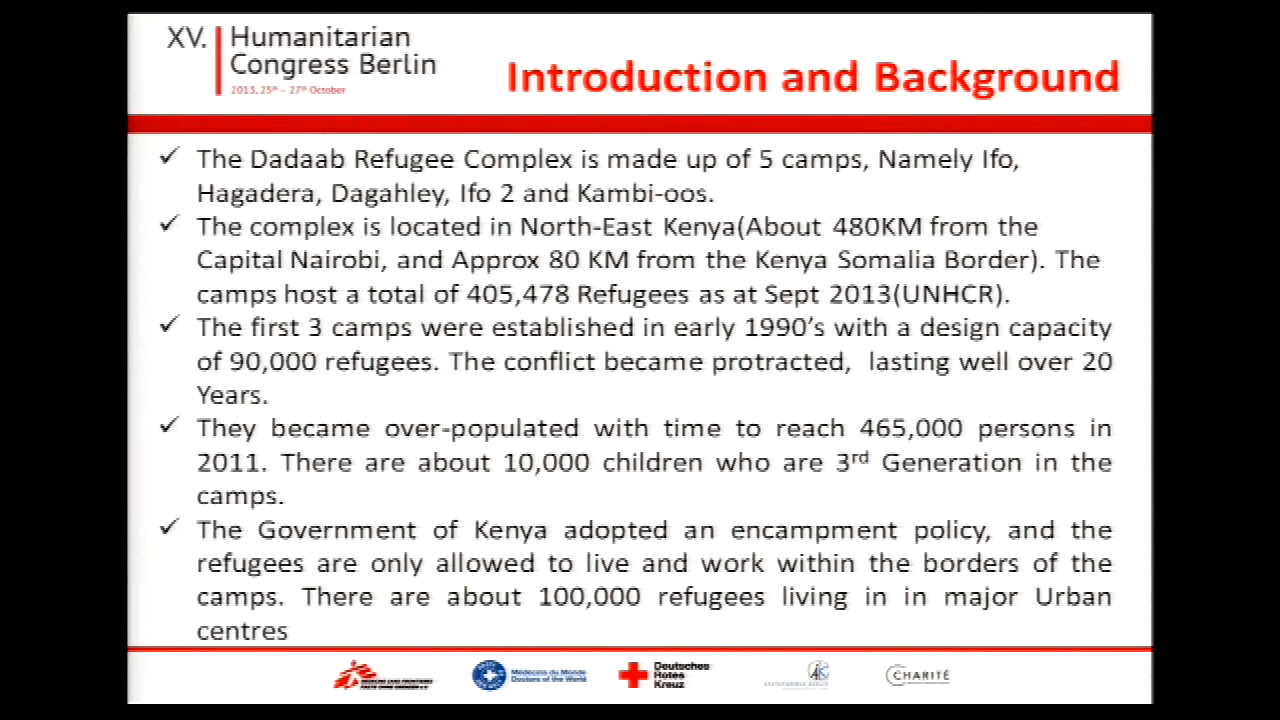 XV. Humanitarian
Congress Berlin
2013, 25th – 27th October
Introduction and Background
✓ The Dadaab Refugee Complex is made up of 5 camps, Namely Ifo,
Hagadera, Dagahley, Ifo 2 and Kambi-oos.
✓ The complex is located in North-East Kenya(About 480KM from the
Capital Nairobi, and Approx 80 KM from the Kenya Somalia Border). The
camps host a total of 405,478 Refugees as at Sept 2013(UNHCR).
✓ The first 3 camps were established in early 1990's with a design capacity
of 90,000 refugees. The conflict became protracted, lasting well over 20
Years.
✓ They became over-populated with time to reach 465,000 persons in
2011. There are about 10,000 children who are 3rd Generation in the
camps.
✓ The Government of Kenya adopted an encampment policy, and the
refugees are only allowed to live and work within the borders of the
camps. There are about 100,000 refugees living in in major Urban
centres
MEDECINS SANS FRONTIERES
ÄRZTE OHNE GRENZEN e.V.
Médecins du Monde
Doctors of the World
Deutsches
Rotes
Kreuz
CHARITÉ